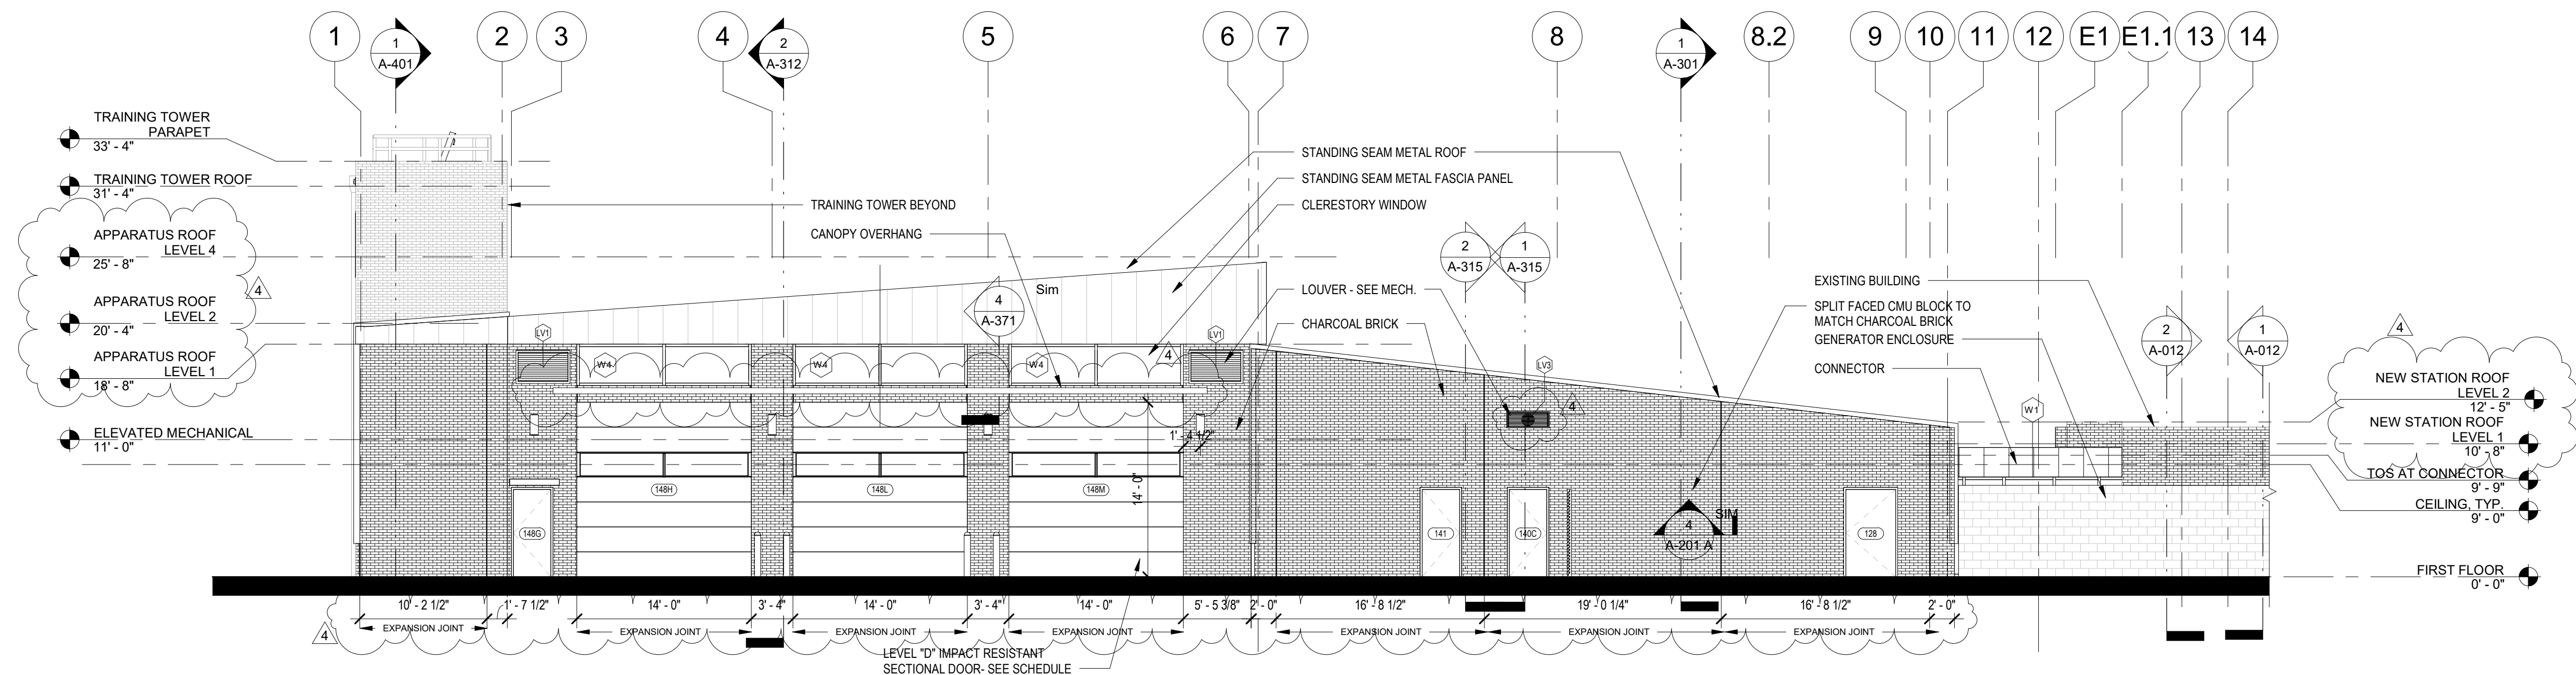 1
2
3
4
5
6
7
8
8.2
9
10
11
12
E1
E1.1
13
14
1
A-401
2
A-312
1
A-301
TRAINING TOWER
PARAPET
33' - 4"
TRAINING TOWER ROOF
31' - 4"
APPARATUS ROOF
LEVEL 4
25' - 8"
APPARATUS ROOF
LEVEL 2
20' - 4"
APPARATUS ROOF
LEVEL 1
18' - 8"
4
ELEVATED MECHANICAL
11' - 0"
TRAINING TOWER BEYOND
CANOPY OVERHANG
STANDING SEAM METAL ROOF
STANDING SEAM METAL FASCIA PANEL
CLERESTORY WINDOW
LOUVER - SEE MECH.
CHARCOAL BRICK
4
A-371
Sim
2
A-315
1
A-315
EXISTING BUILDING
SPLIT FACED CMU BLOCK TO
MATCH CHARCOAL BRICK
GENERATOR ENCLOSURE
CONNECTOR
2
A-012
1
A-012
4
NEW STATION ROOF
LEVEL 2
12' - 5"
NEW STATION ROOF
LEVEL 1
10' - 8"
TOS AT CONNECTOR
9' - 9"
CEILING, TYP.
9' - 0"
FIRST FLOOR
0' - 0"
LV1
W4
W4
W4
4
LV1
LV3
4
W1
1' - 4 1/2"
14' - 0"
148G
148H
148L
148M
141
140C
128
4
A-201 A
SIM
10' - 2 1/2"
1' - 7 1/2"
14' - 0"
3' - 4"
14' - 0"
3' - 4"
14' - 0"
5' - 5 3/8"
2' - 0"
16' - 8 1/2"
19' - 0 1/4"
16' - 8 1/2"
2' - 0"
4
EXPANSION JOINT
EXPANSION JOINT
EXPANSION JOINT
EXPANSION JOINT
EXPANSION JOINT
EXPANSION JOINT
EXPANSION JOINT
LEVEL "D" IMPACT RESISTANT
SECTIONAL DOOR- SEE SCHEDULE